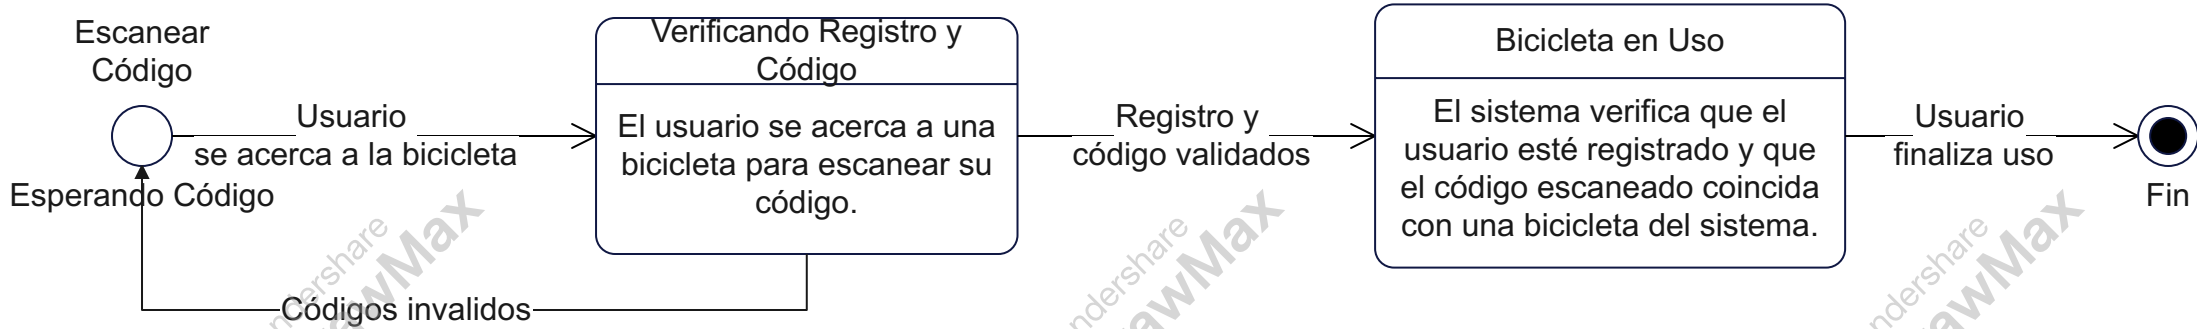 Escanear
Código
Usuario
se acerca a la bicicleta
Esperando Código
Verificando Registro y
Código
El usuario se acerca a una
bicicleta para escanear su
código.
Códigos invalidos
Registro y
código validados
Bicicleta en Uso
El sistema verifica que el
usuario esté registrado y que
el código escaneado coincida
con una bicicleta del sistema.
Usuario
finaliza uso
Fin